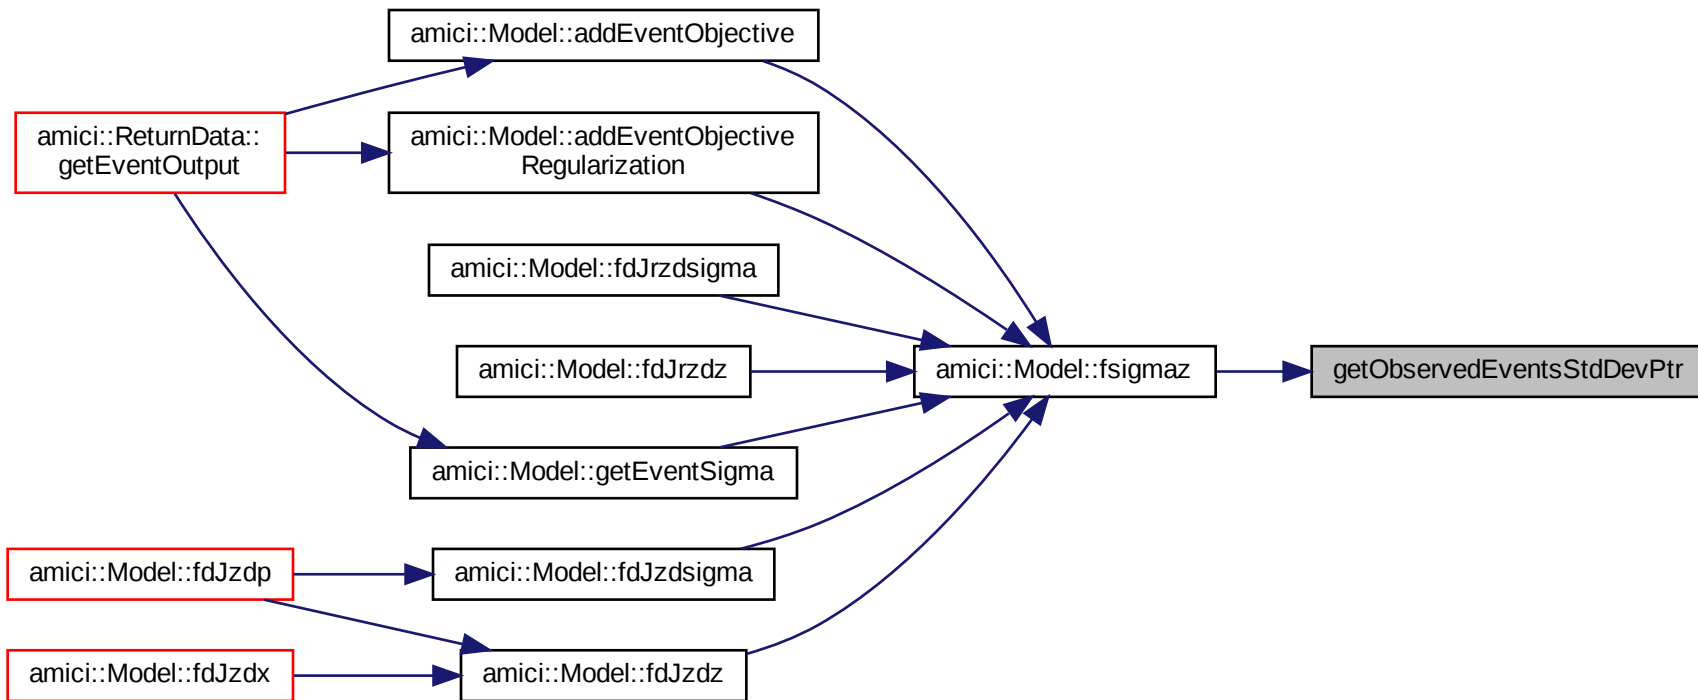 amici::Model::addEventObjective
amici::ReturnData::
getEventOutput
amici::Model::addEventObjective
Regularization
amici::Model::fdJrzdsigma
amici::Model::fdJrzdz
amici::Model::fsigmaz
getObservedEventsStdDevPtr
amici::Model::getEventSigma
amici::Model::fdJzdp
amici::Model::fdJzdsigma
amici::Model::fdJzdx
amici::Model::fdJzdz